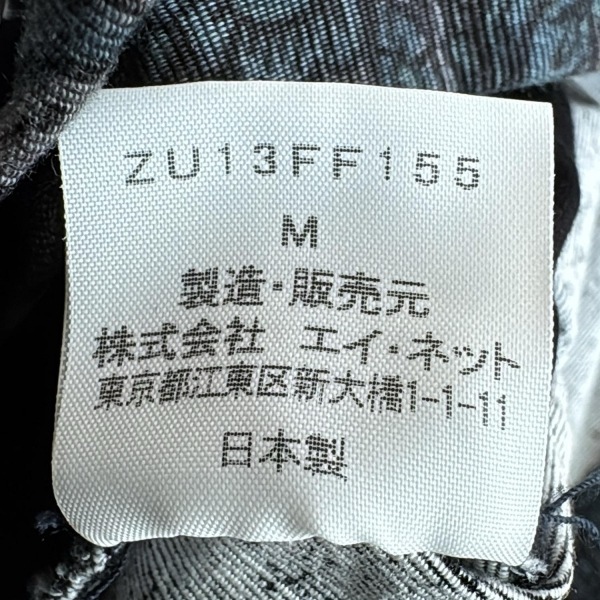 ZU13FF155
M
製造・販売元
株式会社 エイ・ネット
東京都江東区新大橋1-1-11
日本製